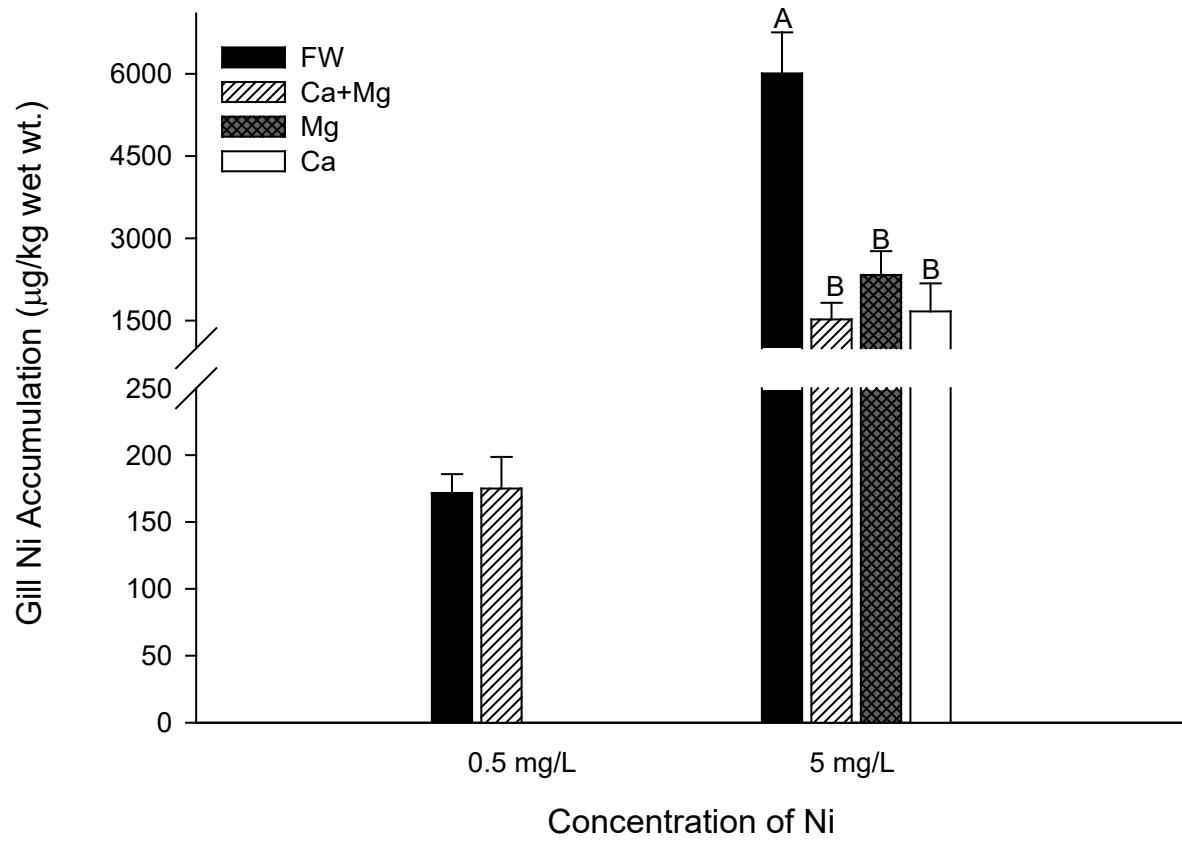 Gill Ni Accumulation (μg/kg wet wt.)
6000
4500
3000
1500
250
200
150
100
50
0
FW
Ca+Mg
Mg
Ca
A
B
B
B
0.5 mg/L
5 mg/L
Concentration of Ni